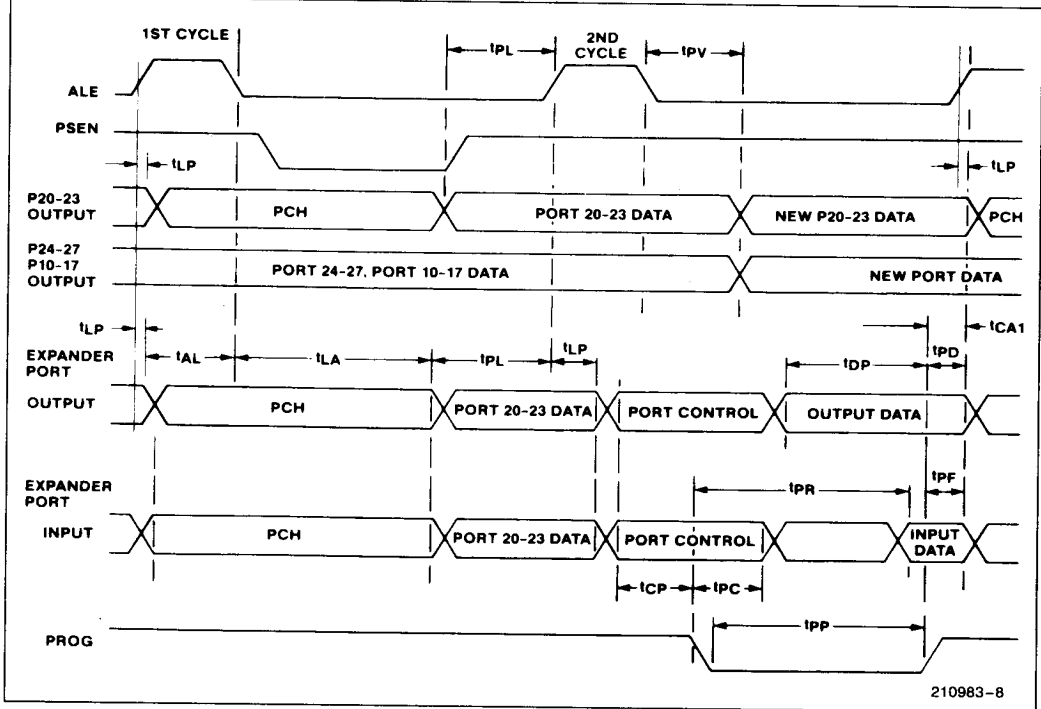 1ST CYCLE
tPL
2ND CYCLE
tPV
ALE
PSEN
tLP
tLP
P20-23 OUTPUT
PCH
PORT 20-23 DATA
NEW P20-23 DATA
PCH
P24-27
P10-17
OUTPUT
PORT 24-27, PORT 10-17 DATA
NEW PORT DATA
tLP
tCA1
EXPANDER PORT
tAL
tLA
tPL
tLP
tDP
tPD
OUTPUT
PCH
PORT 20-23 DATA
PORT CONTROL
OUTPUT DATA
EXPANDER PORT
tPR
tPF
INPUT
PCH
PORT 20-23 DATA
PORT CONTROL
INPUT DATA
tCP
tPC
PROG
tPP
210983-8